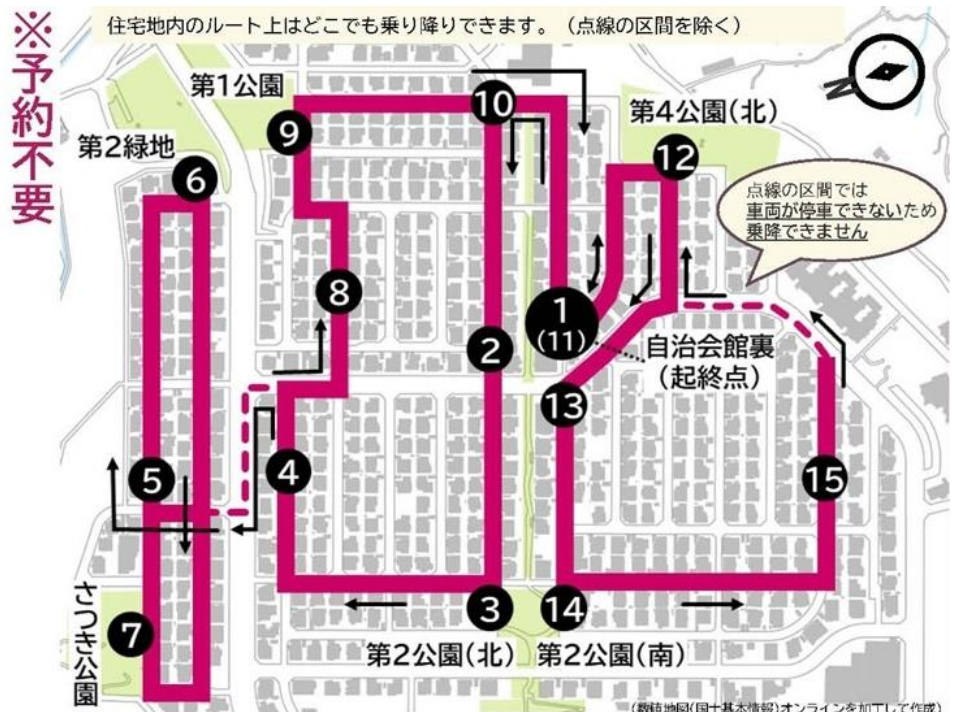 ※予約不要
住宅地内のルート上はどこでも乗り降りできます。（点線の区間を除く）
第1公園
第2緑地
第4公園(北)
N
点線の区間では
車両が停車できないため
乗降できません
10
9
12
6
8
1
(11)
2
自治会館裏
(起終点)
13
4
5
15
さつき公園
7
3
14
第2公園(北)
第2公園(南)
(数値地図(国土基本情報)オンラインを加工して作成)